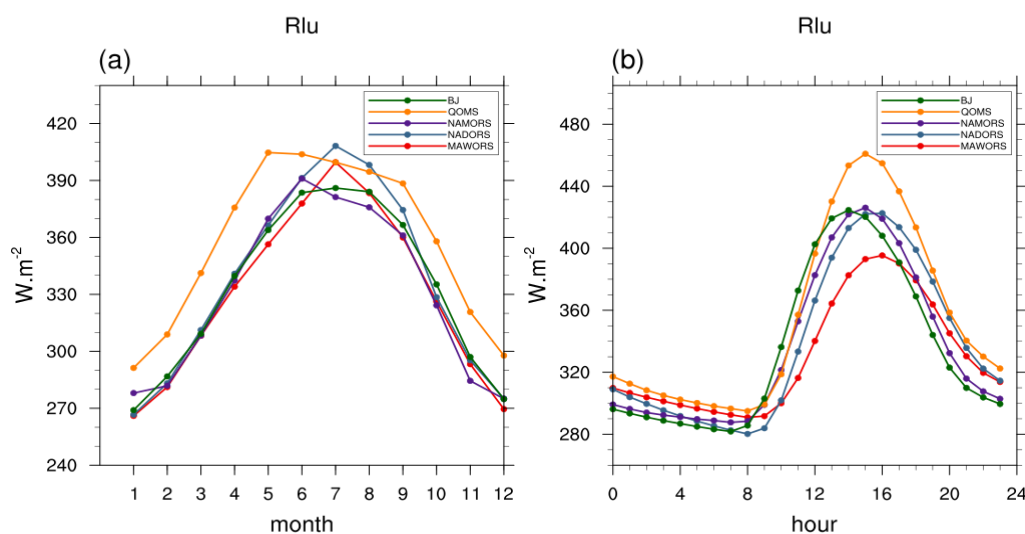 Rlu
(a)
BJ
QOMS
NAMORS
NADORS
MAWORS
420
390
360
330
300
270
240
W.m-2
1 2 3 4 5 6 7 8 9 10 11 12
month
Rlu
(b)
BJ
QOMS
NAMORS
NADORS
MAWORS
480
440
400
360
320
280
W.m-2
0 4 8 12 16 20 24
hour